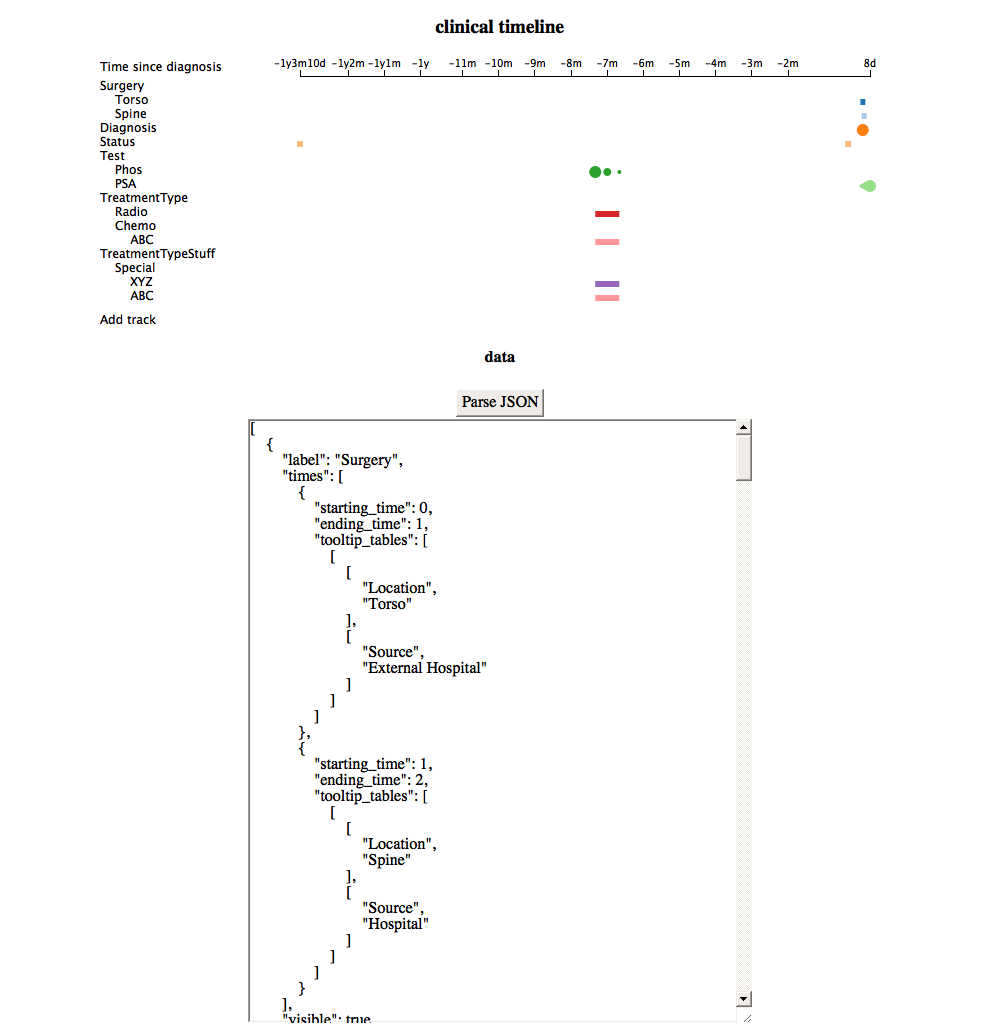 clinical timeline
Time since diagnosis -1y3m10d -1y2m -1y1m -1y -11m -10m -9m -8m -7m -6m -5m -4m -3m -2m 8d
Surgery
Torso
Spine
Diagnosis
Status
Test
Phos
PSA
TreatmentType
Radio
Chemo
ABC
TreatmentTypeStuff
Special
XYZ
ABC
Add track
data
Parse JSON
[
{
"label": "Surgery",
"times": [
{
"starting_time": 0,
"ending_time": 1,
"tooltip_tables": [
[
[
"Location",
"Torso"
],
[
"Source",
"External Hospital"
]
]
]
},
{
"starting_time": 1,
"ending_time": 2,
"tooltip_tables": [
[
[
"Location",
"Spine"
],
[
"Source",
"Hospital"
]
]
]
}
],
"visible": true